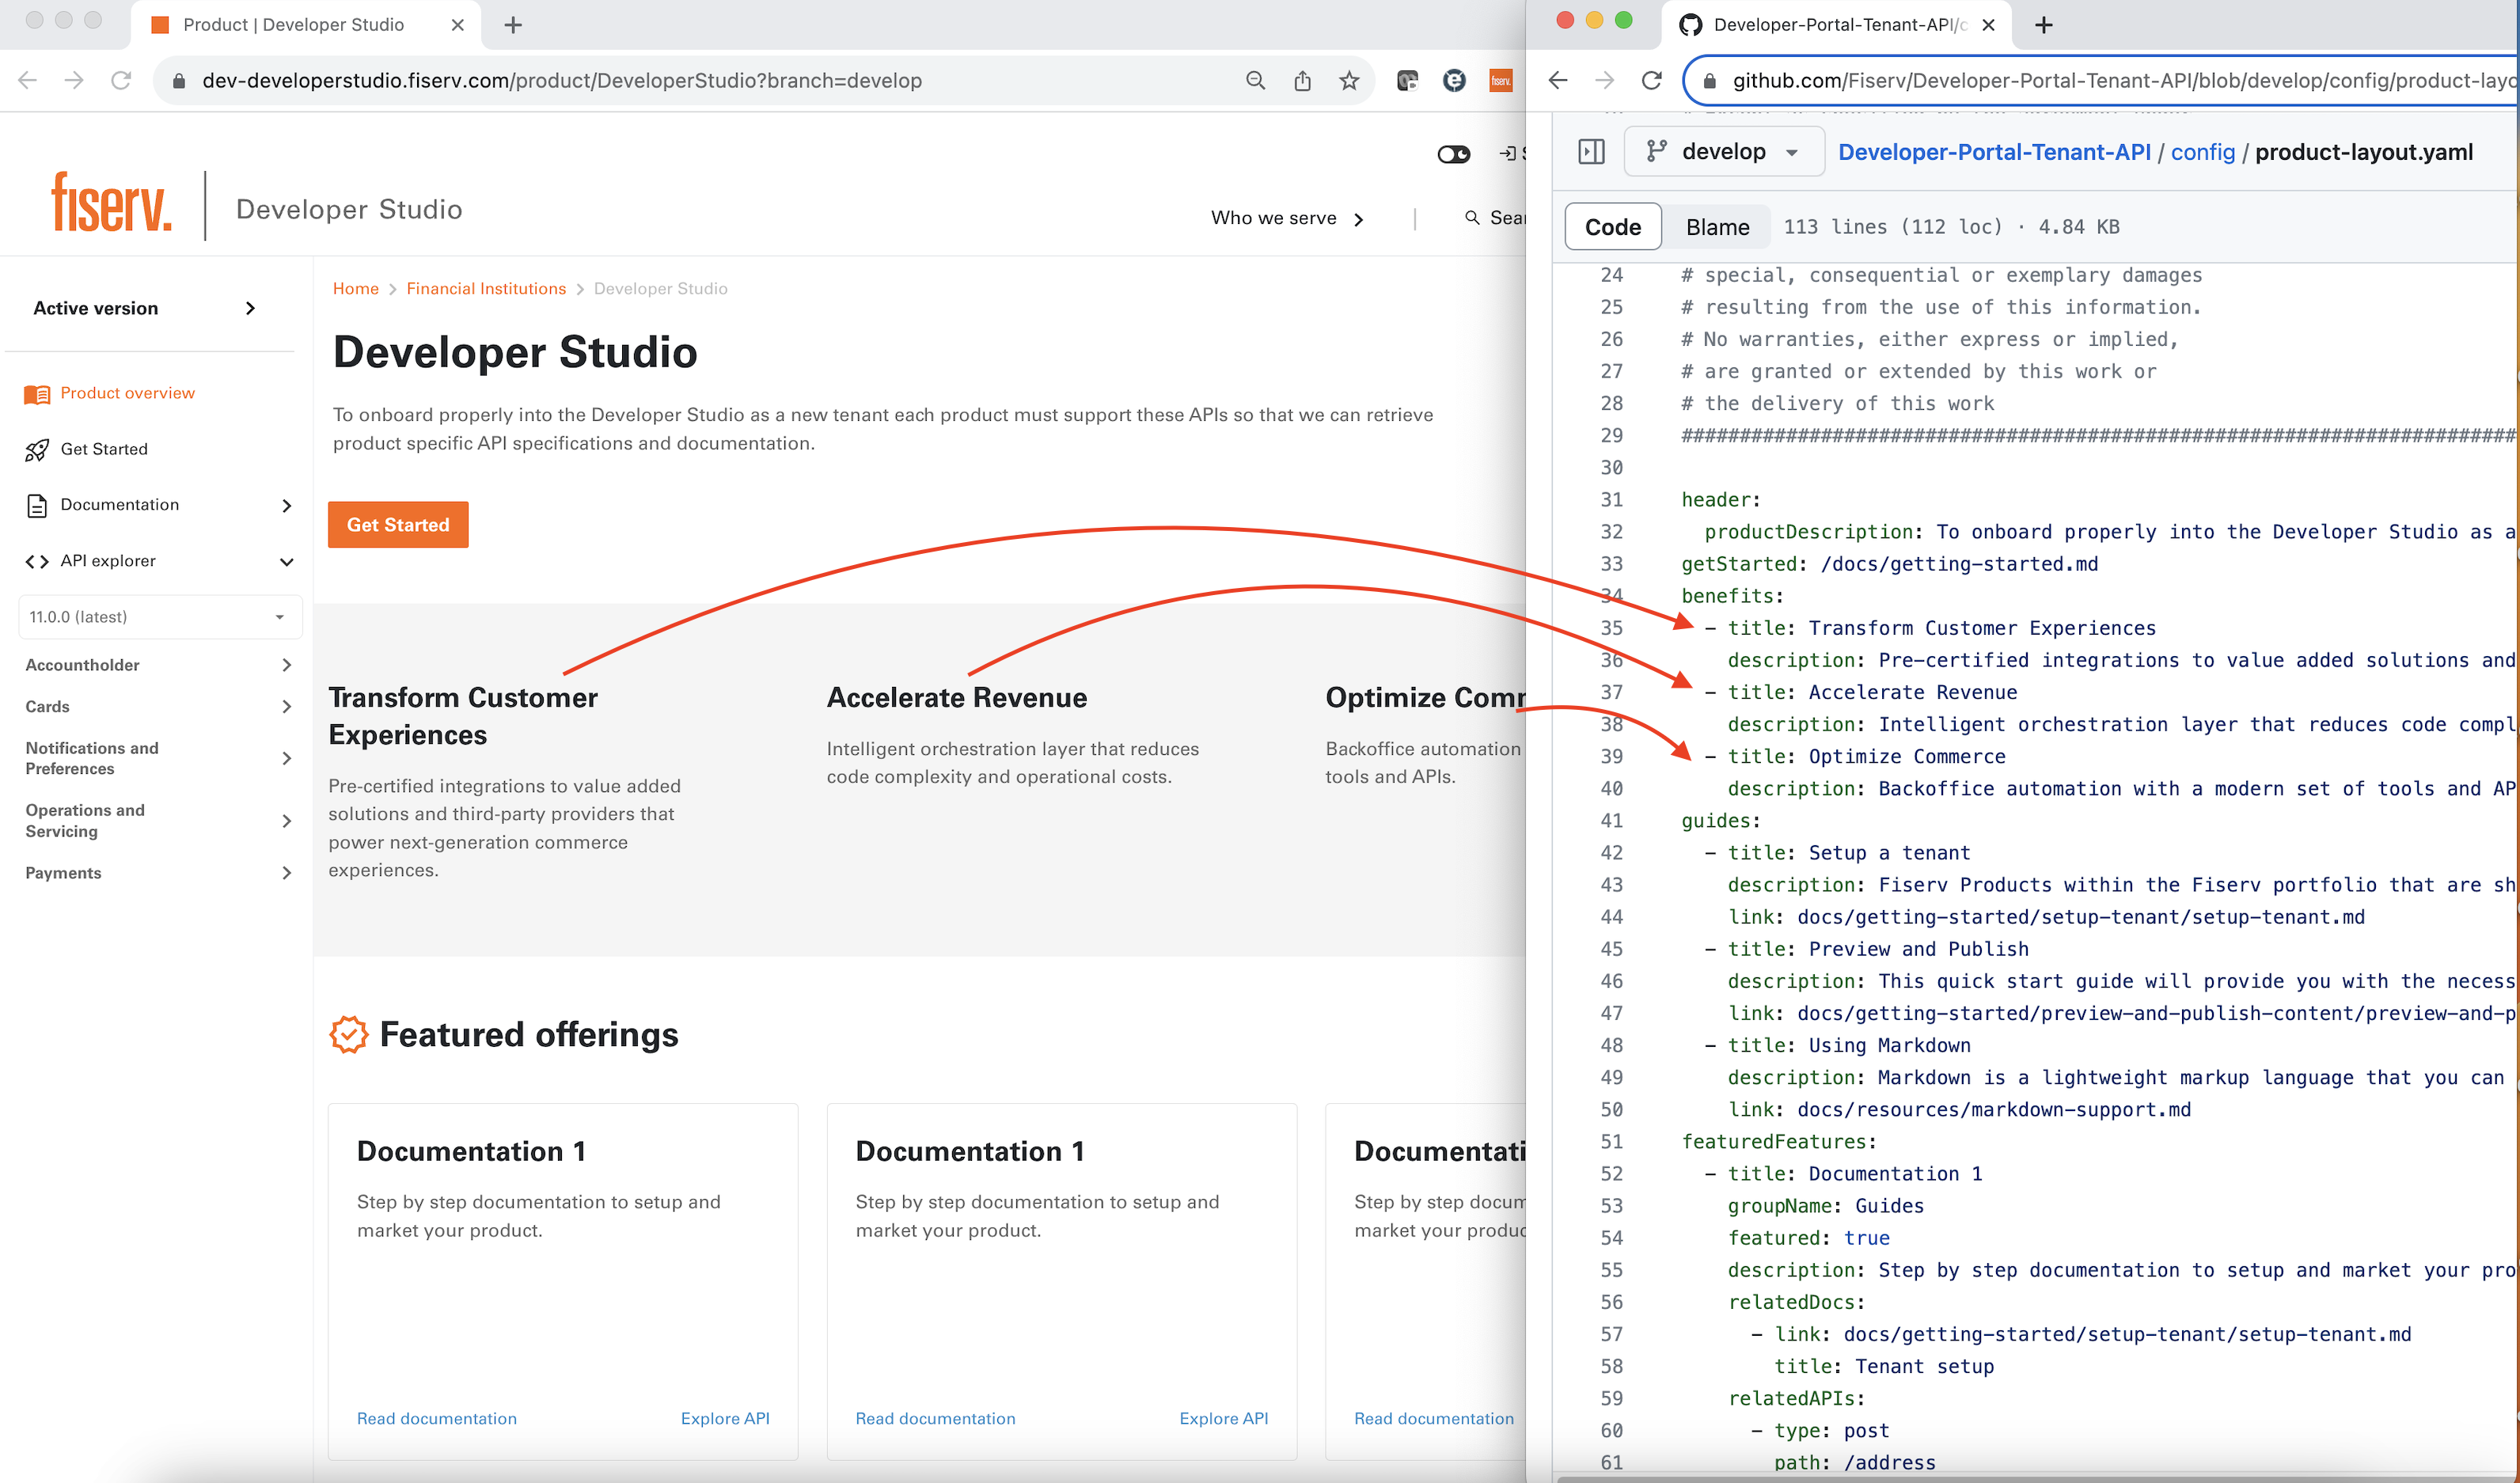 Product | Developer Studio
dev-developerstudio.fiserv.com/product/DeveloperStudio?branch=develop
fiserv.
fiserv.
Developer Studio
Who we serve
Active version
Product overview
Get Started
Documentation
API explorer
11.0.0 (latest)
Accountholder
Cards
Notifications and
Preferences
Operations and
Servicing
Payments
Home > Financial Institutions > Developer Studio
Developer Studio
To onboard properly into the Developer Studio as a new tenant each product must support these APIs so that we can retrieve
product specific API specifications and documentation.
Get Started
Transform Customer
Experiences
Pre-certified integrations to value added
solutions and third-party providers that
power next-generation commerce
experiences.
Accelerate Revenue
Intelligent orchestration layer that reduces
code complexity and operational costs.
Optimize Comm
Backoffice automation
tools and APIs.
Featured offerings
Documentation 1
Step by step documentation to setup and
market your product.
Read documentation
Explore API
Documentation 1
Step by step documentation to setup and
market your product.
Read documentation
Explore API
Documentati
Step by step docum
market your produc
Read documentation
Developer-Portal-Tenant-API/c
github.com/Fiserv/Developer-Portal-Tenant-API/blob/develop/config/product-layo
develop
Developer-Portal-Tenant-API / config / product-layout.yaml
Code Blame 113 lines (112 loc) · 4.84 KB
24 # special, consequential or exemplary damages
25 # resulting from the use of this information.
26 # No warranties, either express or implied,
27 # are granted or extended by this work or
28 # the delivery of this work
29 ########################################################################
30
31 header:
32 productDescription: To onboard properly into the Developer Studio as a
33 getStarted: /docs/getting-started.md
34 benefits:
35 - title: Transform Customer Experiences
36 description: Pre-certified integrations to value added solutions and
37 - title: Accelerate Revenue
38 description: Intelligent orchestration layer that reduces code compl
39 - title: Optimize Commerce
40 description: Backoffice automation with a modern set of tools and AP
41 guides:
42 - title: Setup a tenant
43 description: Fiserv Products within the Fiserv portfolio that are sh
44 link: docs/getting-started/setup-tenant/setup-tenant.md
45 - title: Preview and Publish
46 description: This quick start guide will provide you with the necess
47 link: docs/getting-started/preview-and-publish-content/preview-and-p
48 - title: Using Markdown
49 description: Markdown is a lightweight markup language that you can
50 link: docs/resources/markdown-support.md
51 featuredFeatures:
52 - title: Documentation 1
53 groupName: Guides
54 featured: true
55 description: Step by step documentation to setup and market your pro
56 relatedDocs:
57 - link: docs/getting-started/setup-tenant/setup-tenant.md
58 title: Tenant setup
59 relatedAPIs:
60 - type: post
61 path: /address